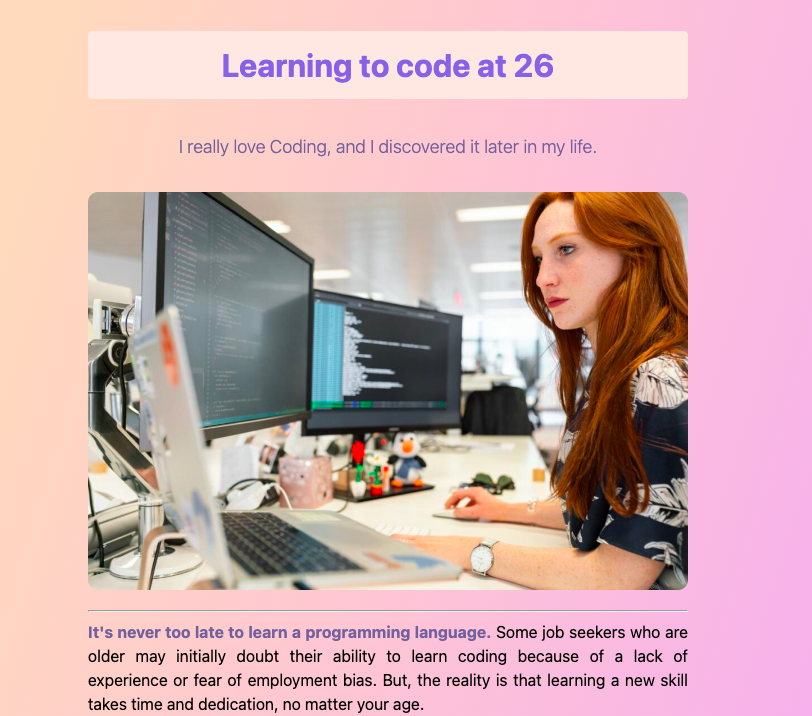 Learning to code at 26
I really love Coding, and I discovered it later in my life.
It's never too late to learn a programming language. Some job seekers who are
older may initially doubt their ability to learn coding because of a lack of
experience or fear of employment bias. But, the reality is that learning a new skill
takes time and dedication, no matter your age.